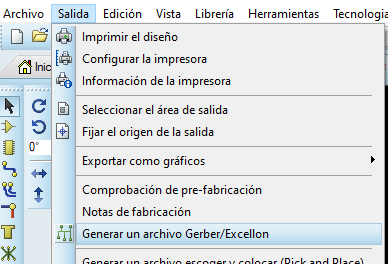 Archivo Salida Edición Vista Librería Herramientas Tecnología
Inic
Imprimir el diseño
Configurar la impresora
Información de la impresora
Seleccionar el área de salida
Fijar el origen de la salida
0°
Exportar como gráficos
Comprobación de pre-fabricación
Notas de fabricación
Generar un archivo Gerber/Excellon
Generar un archivo escoger y colocar (Pick and Place)